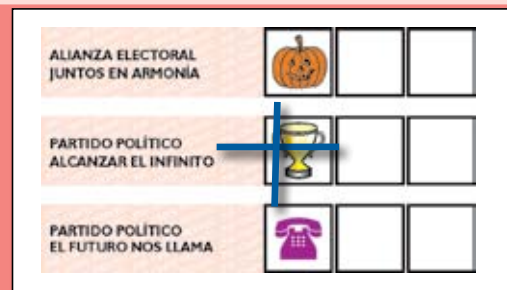 ALIANZA ELECTORAL
JUNTOS EN ARMONÍA
PARTIDO POLÍTICO
ALCANZAR EL INFINITO
PARTIDO POLÍTICO
EL FUTURO NOS LLAMA